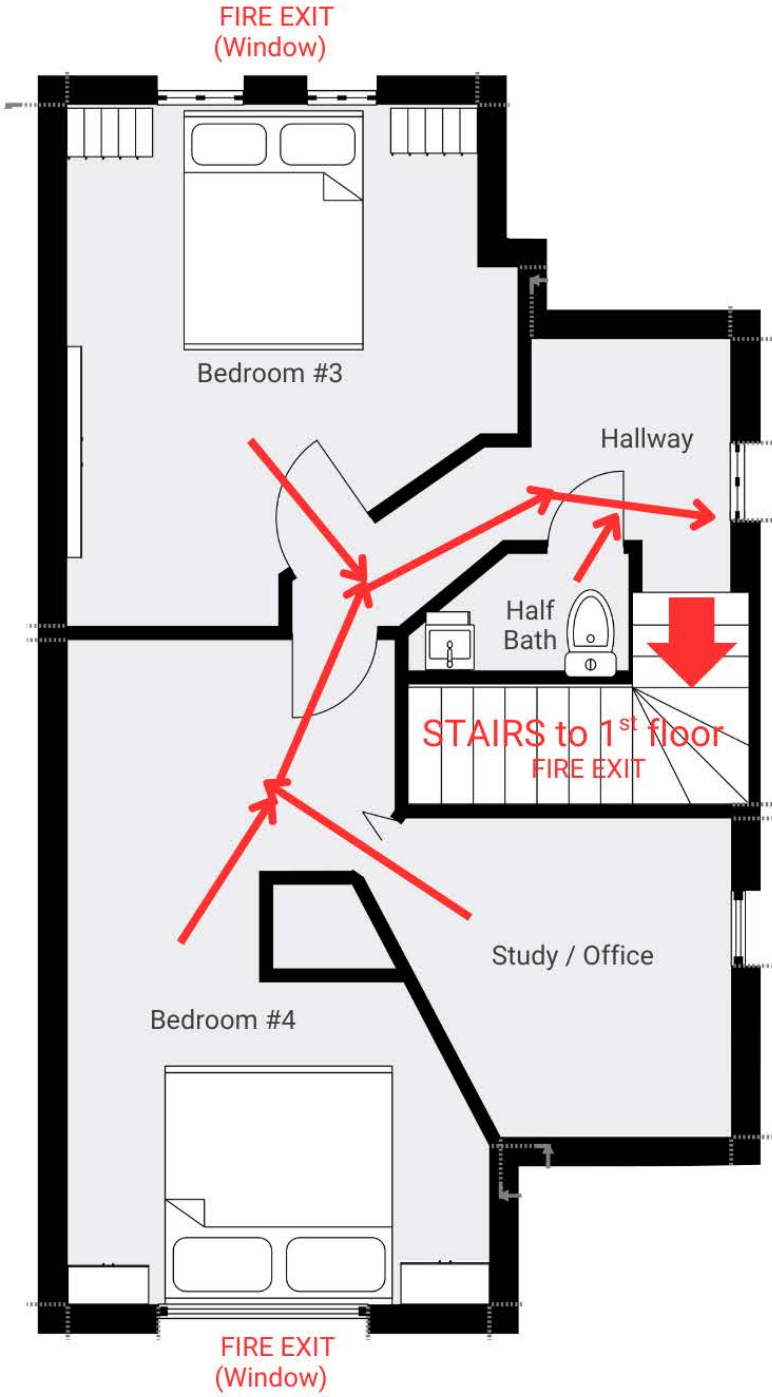 FIRE EXIT
(Window)
Bedroom #3
Hallway
Half
Bath
STAIRS to 1st floor
FIRE EXIT
Study / Office
Bedroom #4
FIRE EXIT
(Window)